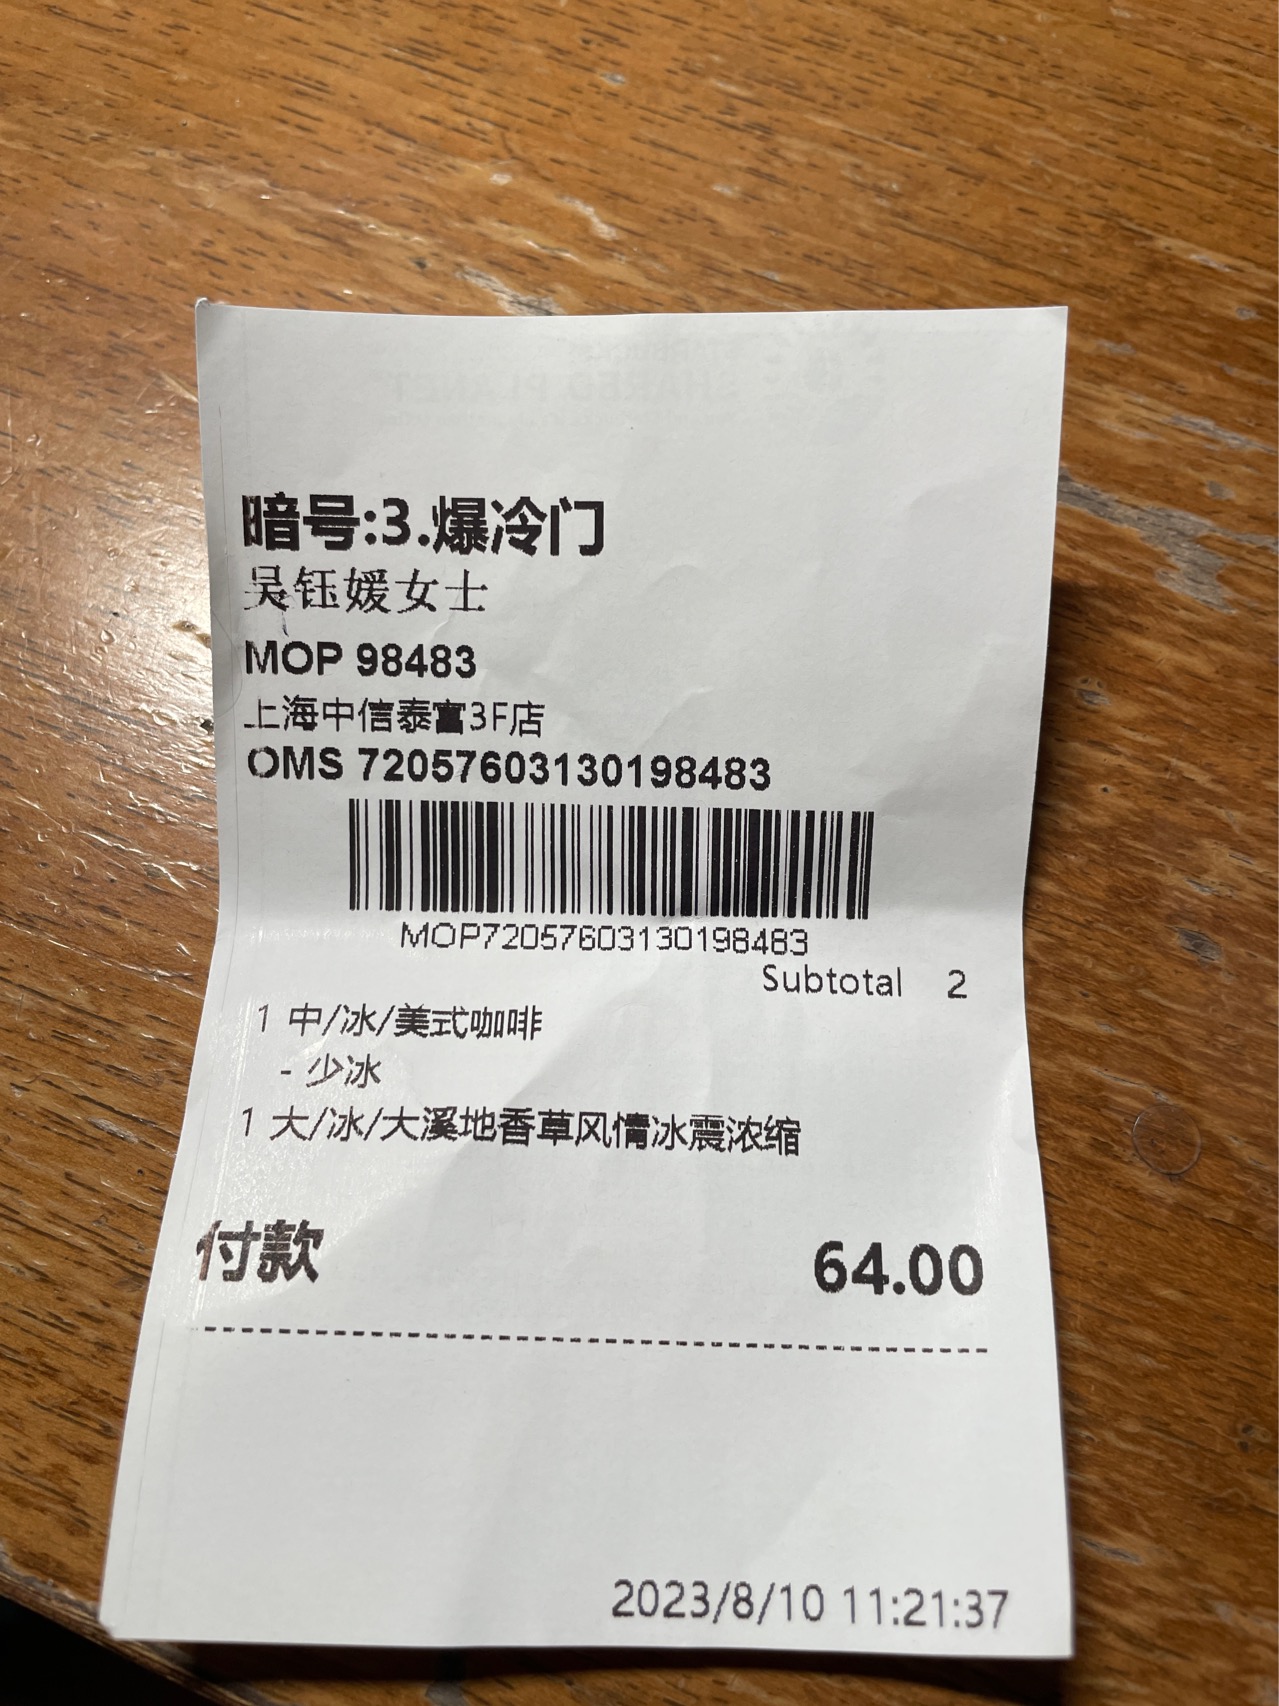 暗号:3.爆冷门
吴钰媛女士
MOP 98483
上海中信泰富3F店
OMS 72057603130198483
MOP72057603130198483
Subtotal 2
1 中/冰/美式咖啡
- 少冰
1 大/冰/大溪地香草风情冰震浓缩
付款 64.00
2023/8/10 11:21:37